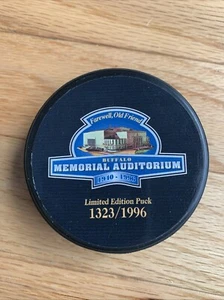 Farewell, Old Friend
BUFFALO
MEMORIAL AUDITORIUM
1940 - 1996
Limited Edition Puck
1323/1996